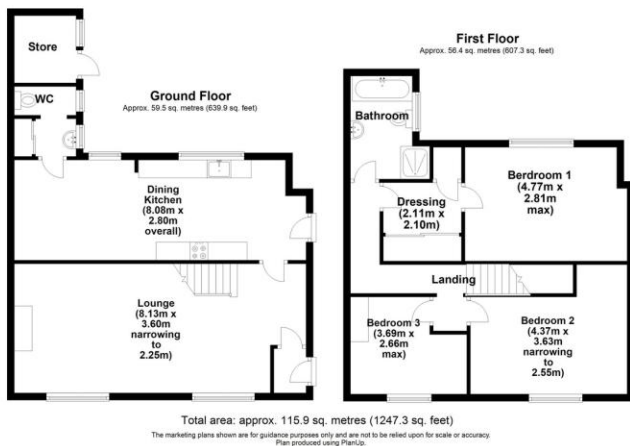 Ground Floor
Approx. 59.5 sq. metres (639.9 sq. feet)
Store
WC
Dining
Kitchen
(8.08m x
2.80m
overall)
Lounge
(8.13m x
3.60m
narrowing
to
2.25m)
First Floor
Approx. 56.4 sq. metres (607.3 sq. feet)
Bathroom
Dressing
(2.11m x
2.10m)
Berdroom 1
(4.77m x
2.81m
max)
Landing
Bedroom 3
(3.69m x
2.66m
max)
Bedroom 2
(4.37m x
3.63m
narrowing
to
2.55m)
Total area: approx. 115.9 sq. metres (1247.3 sq. feet)
The marketing plans shown are for guidance purposes only and are not to be relied upon for scale or accuracy.
Plan produced using PlanUp.